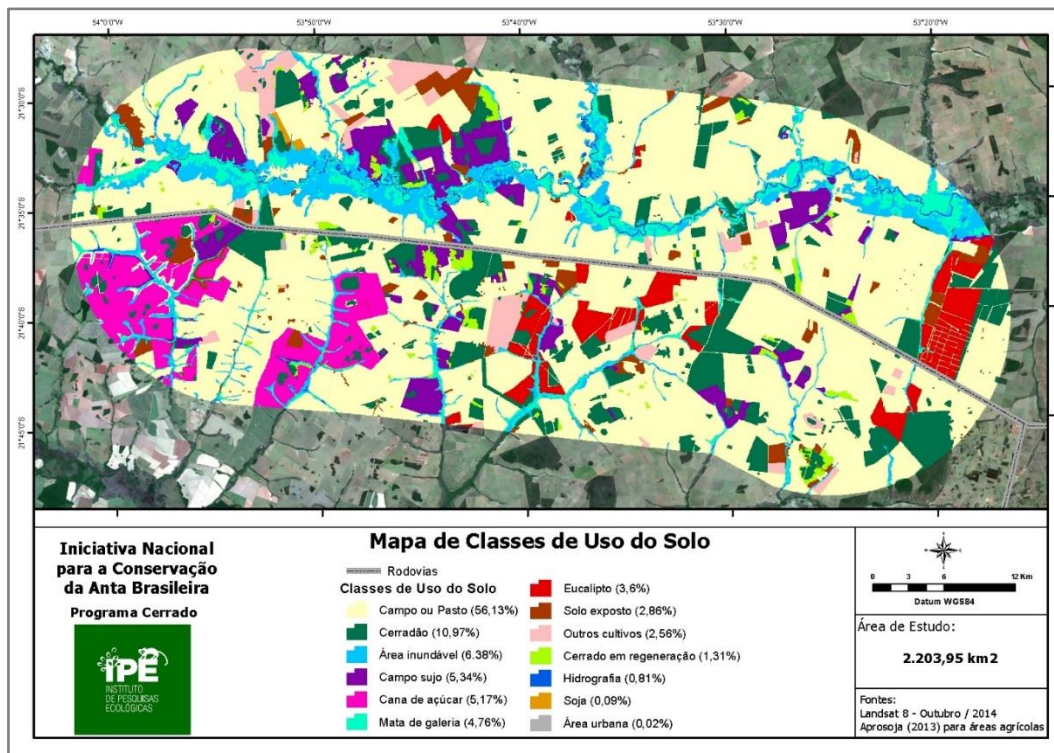 54°0'0"W 53°50'0"W 53°40'0"W 53°30'0"W 53°20'0"W
21°30'0"S
21°35'0"S
21°40'0"S
21°45'0"S
Iniciativa Nacional
para a Conservação
da Anta Brasileira
Programa Cerrado
IPÊ
INSTITUTO
DE PESQUISAS
ECOLÓGICAS
Mapa de Classes de Uso do Solo
Rodovias
Classes de Uso do Solo
Campo ou Pasto (56,13%)
Cerradão (10,97%)
Área inundável (6.38%)
Campo sujo (5,34%)
Cana de açúcar (5,17%)
Mata de galeria (4,76%)
Eucalipto (3,6%)
Solo exposto (2,86%)
Outros cultivos (2,56%)
Cerrado em regeneração (1,31%)
Hidrografia (0,81%)
Soja (0,09%)
Área urbana (0,02%)
0 3 6 12 Km
Datum WGS84
Área de Estudo:
2.203,95 km2
Fontes:
Landsat 8 - Outubro / 2014
Aprosoja (2013) para áreas agrícolas